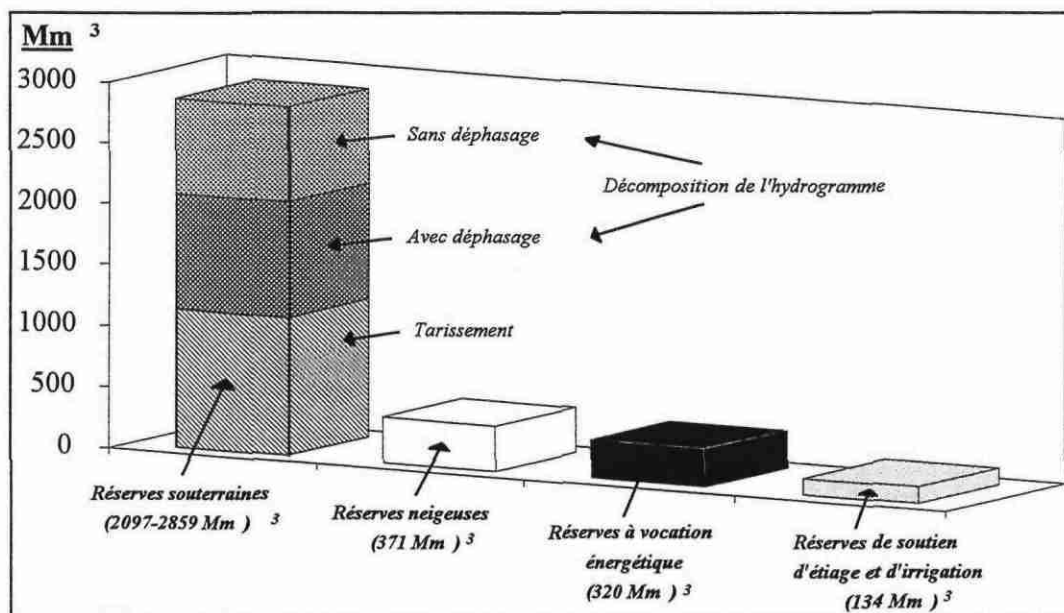 Mm 3
3000
2500
2000
1500
1000
500
0
Sans déphasage
Décomposition de l'hydrogramme
Avec déphasage
Tarissement
Réserves souterraines
(2097-2859 Mm ) 3
Réserves neigeuses
(371 Mm ) 3
Réserves à vocation
énergétique
(320 Mm ) 3
Réserves de soutien
d'étiage et d'irrigation
(134 Mm ) 3